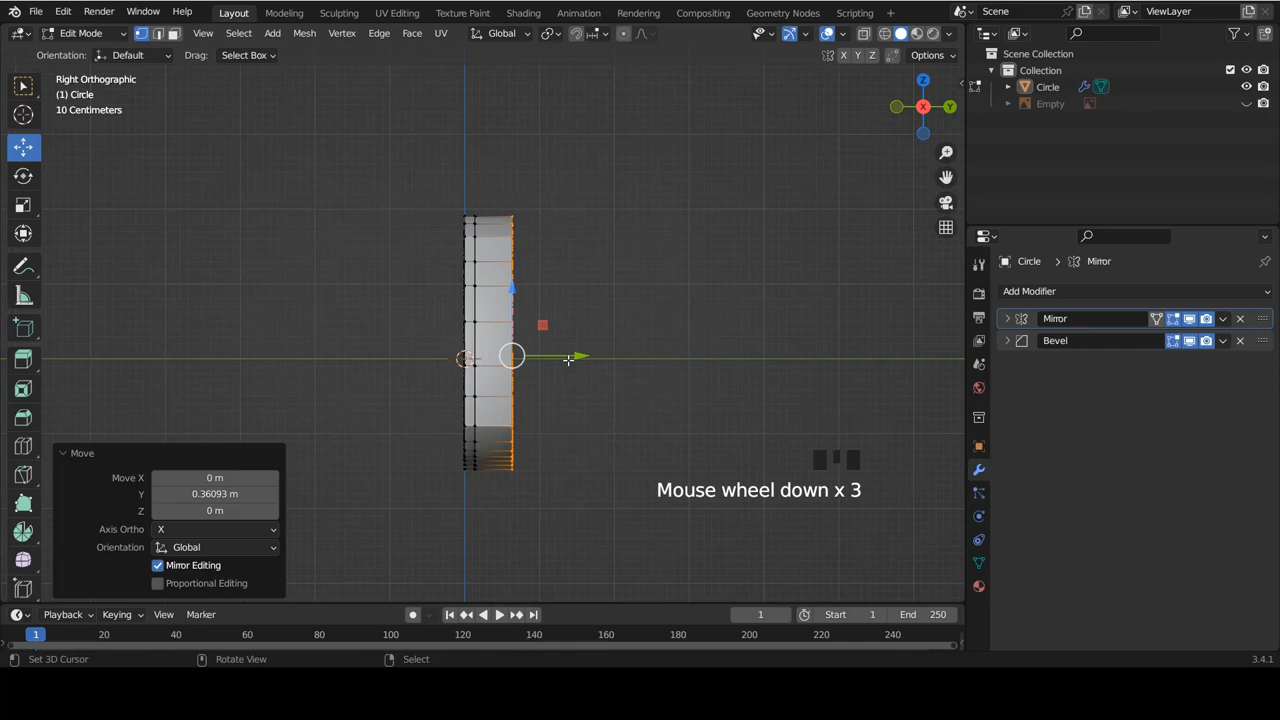 File Edit Render Window Help Layout Modeling Sculpting UV Editing Texture Paint Shading Animation Rendering Compositing Geometry Nodes Scripting Scene ViewLayer
Edit Mode View Select Add Mesh Vertex Edge Face UV Global
Orientation: Default Drag: Select Box X Y Z Options
Scene Collection
Collection
Circle
Empty
Right Orthographic
(1) Circle
10 Centimeters
Z
X
Y
Circle > Mirror
Add Modifier
Mirror
Bevel
Move
Move X 0 m
Y 0.36093 m
Z 0 m
Axis Ortho X
Orientation Global
Mirror Editing
Proportional Editing
Mouse wheel down x 3
Playback Keying View Marker 1 Start 1 End 250
1 20 40 60 80 100 120 140 160 180 200 220 240
Set 3D Cursor Rotate View Select 3.4.1